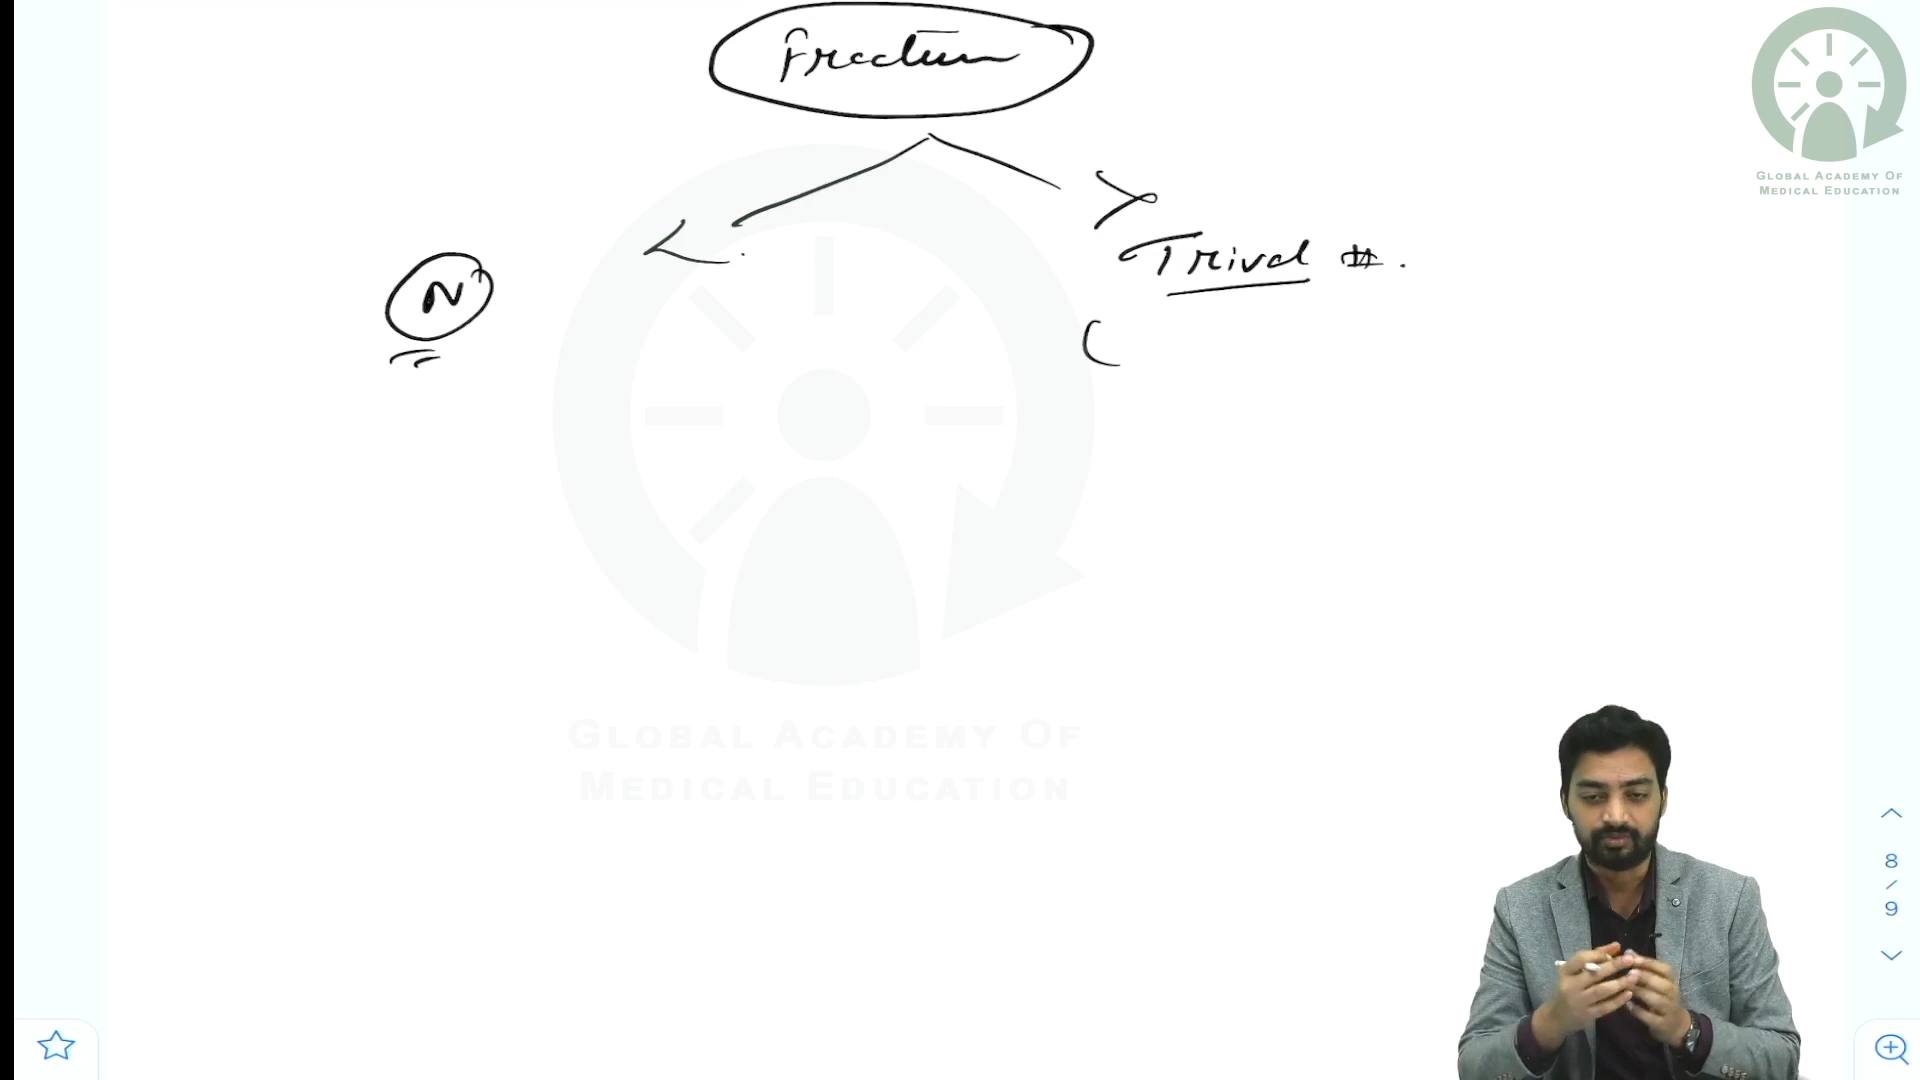 Fracture
N
Trival #.
(
GLOBAL ACADEMY OF
MEDICAL EDUCATION
GLOBAL ACADEMY OF
MEDICAL EDUCATION
8
/
9